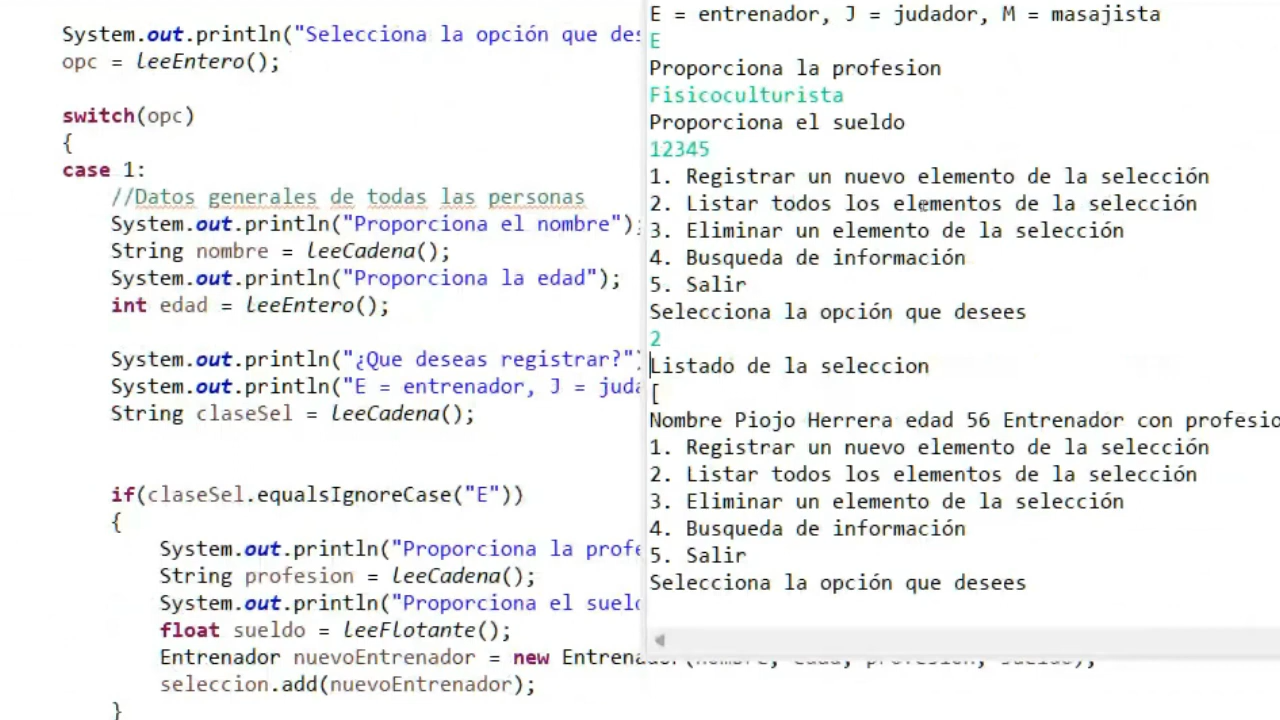 System.out.println("Selecciona la opción que des
opc = leeEntero();
switch(opc)
{
case 1:
//Datos generales de todas las personas
System.out.println("Proporciona el nombre");
String nombre = leeCadena();
System.out.println("Proporciona la edad");
int edad = leeEntero();
System.out.println("¿Que deseas registrar?")
System.out.println("E = entrenador, J = juda
String claseSel = leeCadena();
if(claseSel.equalsIgnoreCase("E"))
{
System.out.println("Proporciona la profe
String profesion = leeCadena();
System.out.println("Proporciona el sueld
float sueldo = leeFlotante();
Entrenador nuevoEntrenador = new Entrenador(nombre, edad, profesion, sueldo);
seleccion.add(nuevoEntrenador);
}
E = entrenador, J = judador, M = masajista
E
Proporciona la profesion
Fisicoculturista
Proporciona el sueldo
12345
1. Registrar un nuevo elemento de la selección
2. Listar todos los elementos de la selección
3. Eliminar un elemento de la selección
4. Busqueda de información
5. Salir
Selecciona la opción que desees
2
Listado de la seleccion
[
Nombre Piojo Herrera edad 56 Entrenador con profesio
1. Registrar un nuevo elemento de la selección
2. Listar todos los elementos de la selección
3. Eliminar un elemento de la selección
4. Busqueda de información
5. Salir
Selecciona la opción que desees